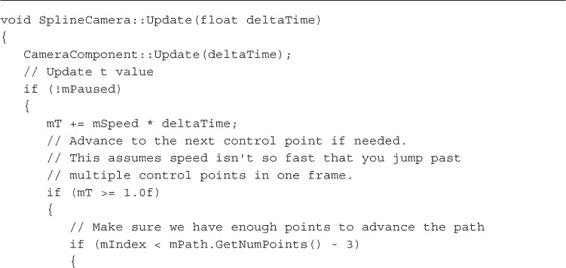 void SplineCamera::Update(float deltaTime)
{
   CameraComponent::Update(deltaTime);
   // Update t value
   if (!mPaused)
   {
      mT += mSpeed * deltaTime;
      // Advance to the next control point if needed.
      // This assumes speed isn't so fast that you jump past
      // multiple control points in one frame.
      if (mT >= 1.0f)
      {
         // Make sure we have enough points to advance the path
         if (mIndex < mPath.GetNumPoints() - 3)
         {